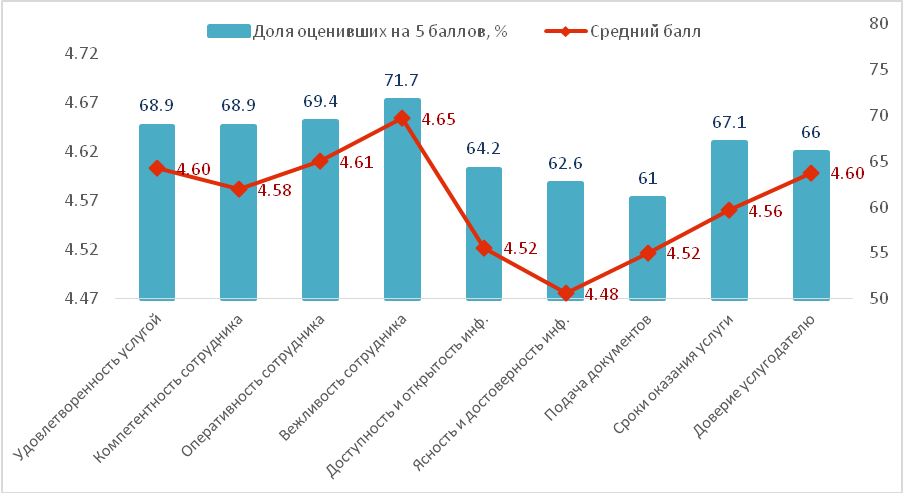 Доля оценивших на 5 баллов, %
Средний балл
4.72
4.67
4.62
4.57
4.52
4.47
80
75
70
65
60
55
50
68.9
68.9
69.4
71.7
64.2
62.6
61
67.1
66
4.60
4.58
4.61
4.65
4.52
4.48
4.52
4.56
4.60
Удовлетворенность услугой
Компетентность сотрудника
Оперативность сотрудника
Вежливость сотрудника
Доступность и открытость инф.
Ясность и достоверность инф.
Подача документов
Сроки оказания услуги
Доверие услугодателю